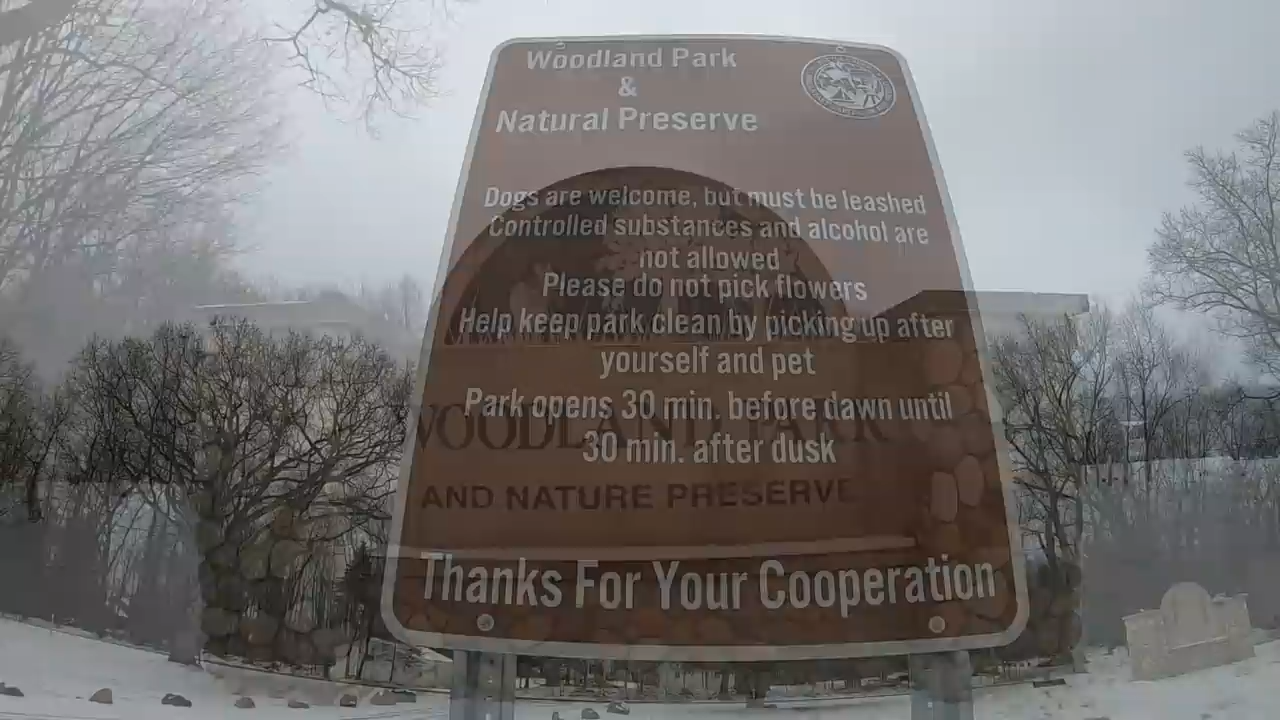 Woodland Park
&
Natural Preserve
Dogs are welcome, but must be leashed
Controlled substances and alcohol are
not allowed
Please do not pick flowers
Help keep park clean by picking up after
yourself and pet
Park opens 30 min. before dawn until
WOODLAND PARK
30 min. after dusk
AND NATURE PRESERVE
Thanks For Your Cooperation